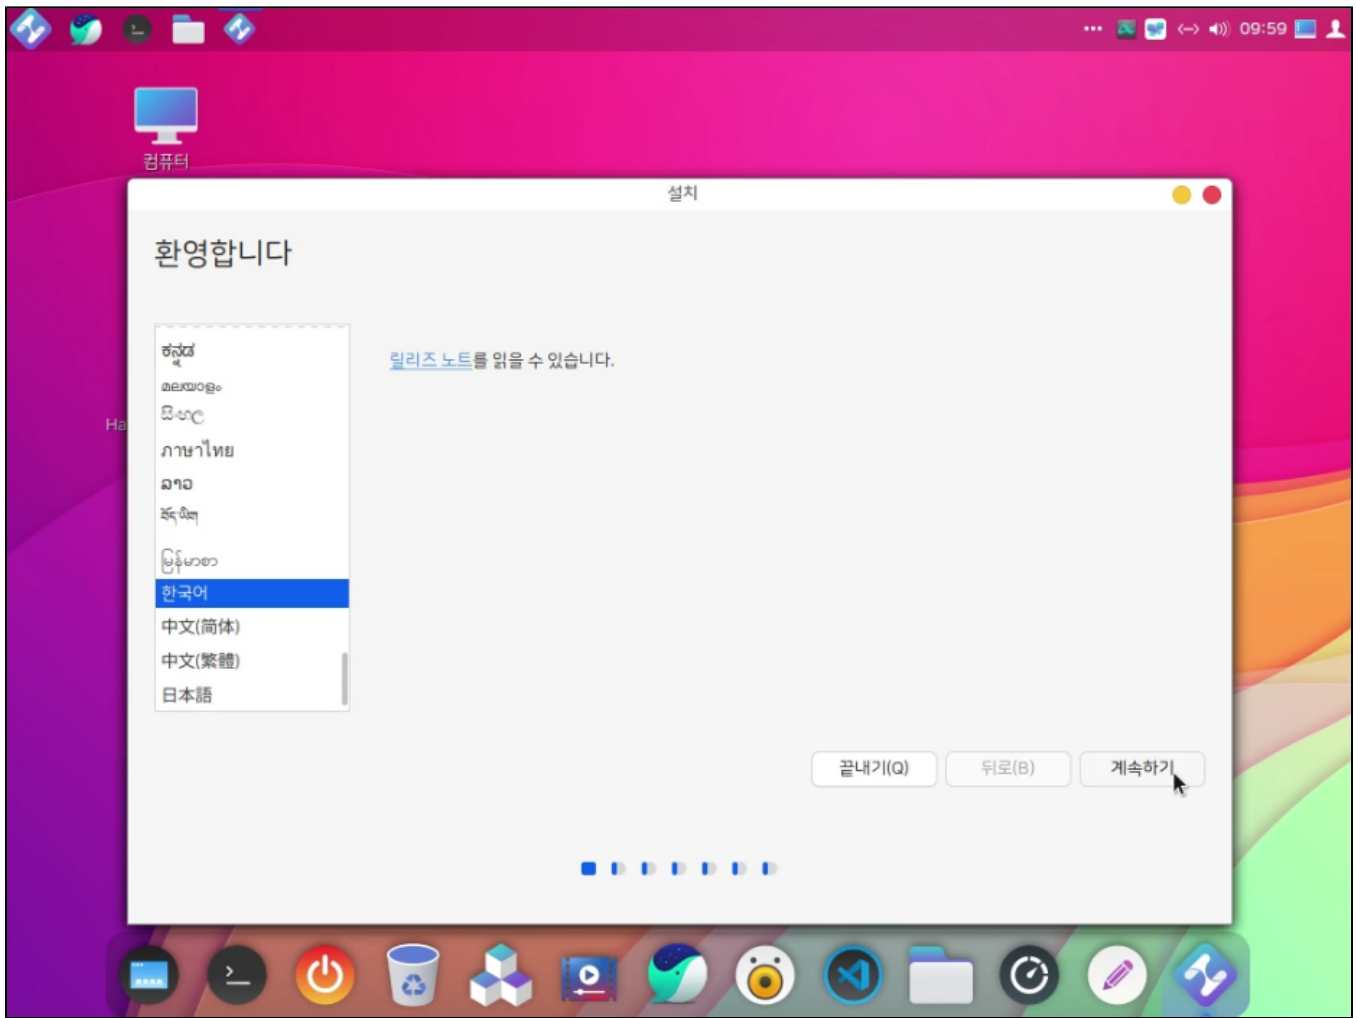 09:59
컴퓨터
설치
환영합니다
ಕನ್ನಡ
മലയാളം
සිංහල
ภาษาไทย
ລາວ
བོད་ཡིག
မြန်မာစာ
한국어
中文(简体)
中文(繁體)
日本語
릴리즈 노트를 읽을 수 있습니다.
Ha
끝내기(Q)
뒤로(B)
계속하기